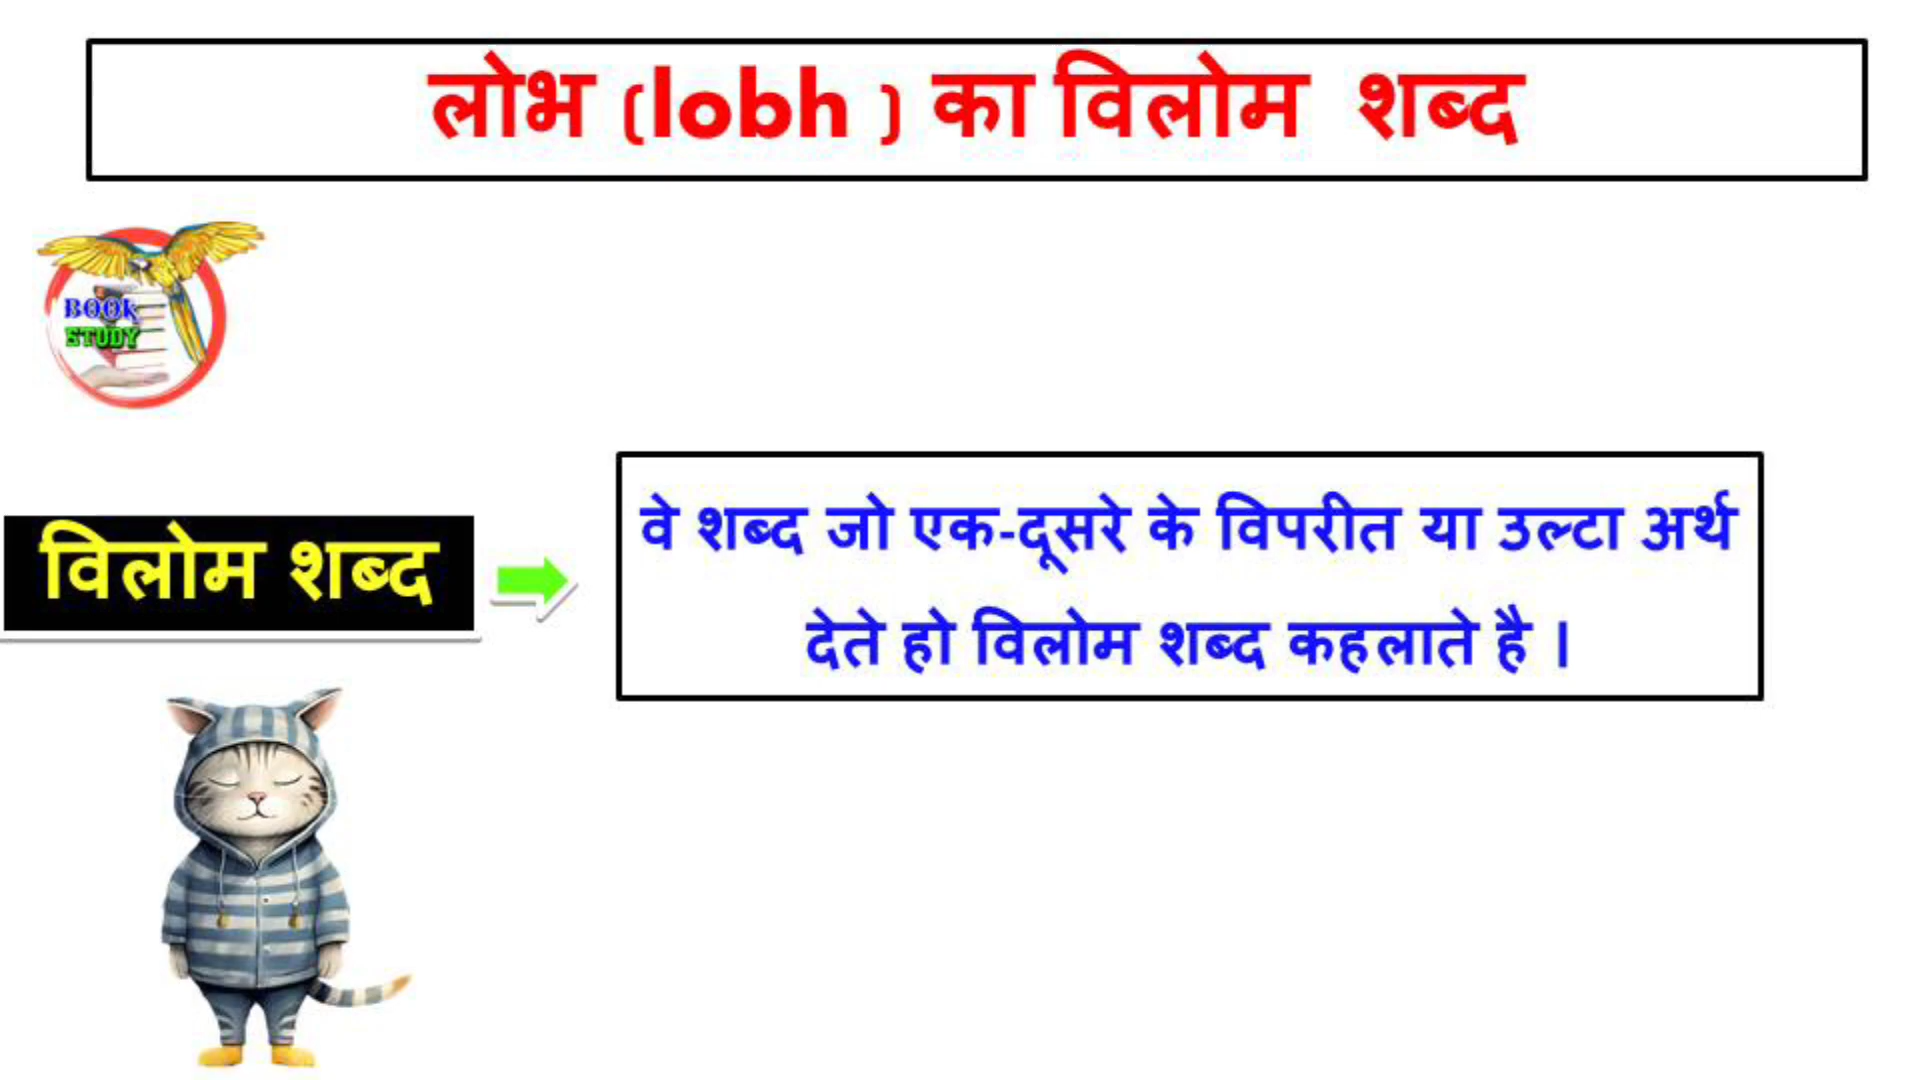 लोभ (lobh ) का विलोम शब्द
BOOK
STUDY
विलोम शब्द
वे शब्द जो एक-दूसरे के विपरीत या उल्टा अर्थ
देते हो विलोम शब्द कहलाते है ।